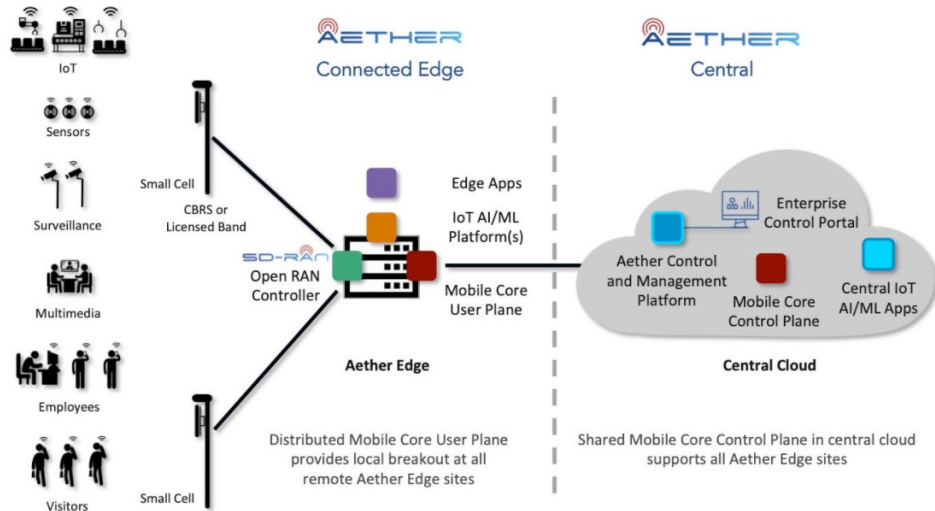 AETHER
Connected Edge
AETHER
Central
IoT
Sensors
Surveillance
Multimedia
Employees
Visitors
Small Cell
CBRS or
Licensed Band
Small Cell
SD-RAN
Open RAN
Controller
Edge Apps
IoT AI/ML
Platform(s)
Mobile Core
User Plane
Aether Edge
Distributed Mobile Core User Plane
provides local breakout at all
remote Aether Edge sites
Enterprise
Control Portal
Aether Control
and Management
Platform
Mobile Core
Control Plane
Central IoT
AI/ML Apps
Central Cloud
Shared Mobile Core Control Plane in central cloud
supports all Aether Edge sites